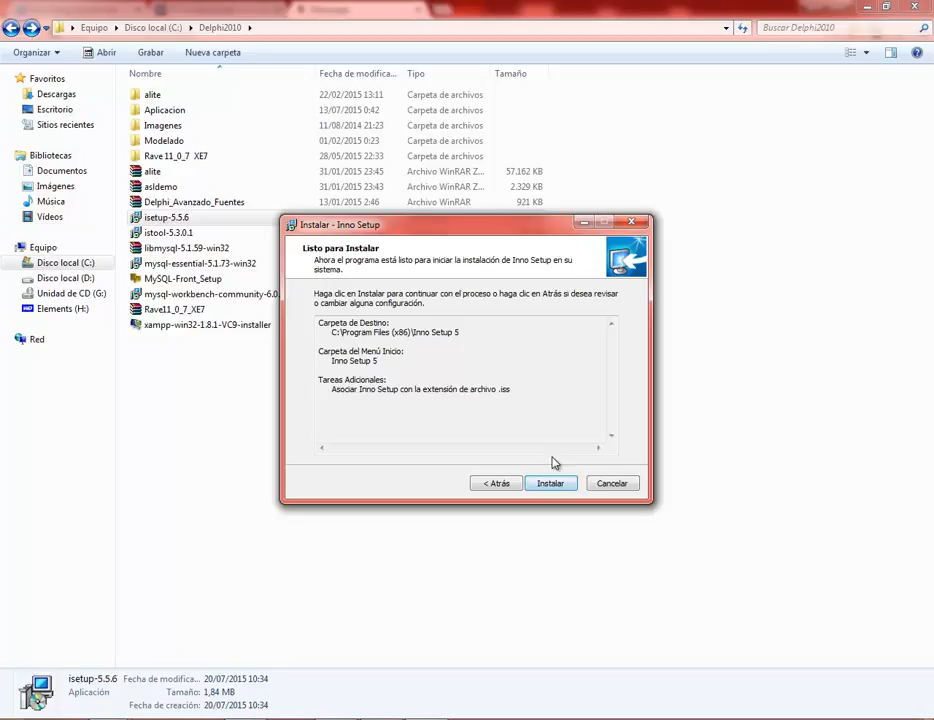 Equipo
Disco local (C:)
Delphi2010
Buscar Delphi2010
Organizar
Abrir
Grabar
Nueva carpeta
Favoritos
Descargas
Escritorio
Sitios recientes
Bibliotecas
Documentos
Imágenes
Música
Vídeos
Equipo
Disco local (C:)
Disco local (D:)
Unidad de CD (G:)
Elements (H:)
Red
Nombre Fecha de modifica... Tipo Tamaño
alite 22/02/2015 13:11 Carpeta de archivos
Aplicacion 13/07/2015 0:42 Carpeta de archivos
Imagenes 11/08/2014 21:23 Carpeta de archivos
Modelado 01/02/2015 0:23 Carpeta de archivos
Rave 11_0_7 XE7 28/05/2015 22:33 Carpeta de archivos
alite 31/01/2015 23:45 Archivo WinRAR Z... 57.162 KB
asldemo 31/01/2015 23:43 Archivo WinRAR Z... 2.329 KB
Delphi_Avanzado_Fuentes 13/01/2015 2:46 Archivo WinRAR 921 KB
isetup-5.5.6
istool-5.3.0.1
libmysql-5.1.59-win32
mysql-essential-5.1.73-win32
MySQL-Front_Setup
mysql-workbench-community-6.0.
Rave11_0_7_XE7
xampp-win32-1.8.1-VC9-installer
Instalar - Inno Setup
Listo para Instalar
Ahora el programa está listo para iniciar la instalación de Inno Setup en su
sistema.
Haga clic en Instalar para continuar con el proceso o haga clic en Atrás si desea revisar
o cambiar alguna configuración.
Carpeta de Destino:
C:\Program Files (x86)\Inno Setup 5
Carpeta del Menú Inicio:
Inno Setup 5
Tareas Adicionales:
Asociar Inno Setup con la extensión de archivo .iss
< Atrás
Instalar
Cancelar
isetup-5.5.6 Fecha de modifica... 20/07/2015 10:34
Aplicación Tamaño: 1,84 MB
Fecha de creación: 20/07/2015 10:34